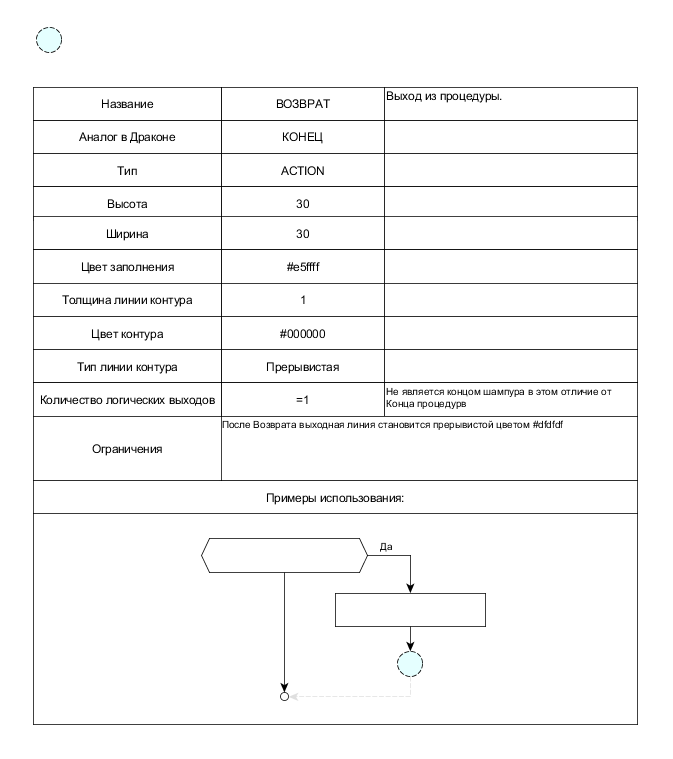 Название
ВОЗВРАТ
Выход из процедуры.
Аналог в Драконе
КОНЕЦ
Тип
ACTION
Высота
30
Ширина
30
Цвет заполнения
#e5ffff
Толщина линии контура
1
Цвет контура
#000000
Тип линии контура
Прерывистая
Количество логических выходов
=1
Не является концом шампура в этом отличие от
Конца процедурв
Ограничения
После Возврата выходная линия становится прерывистой цветом #dfdfdf
Примеры использования:
Да